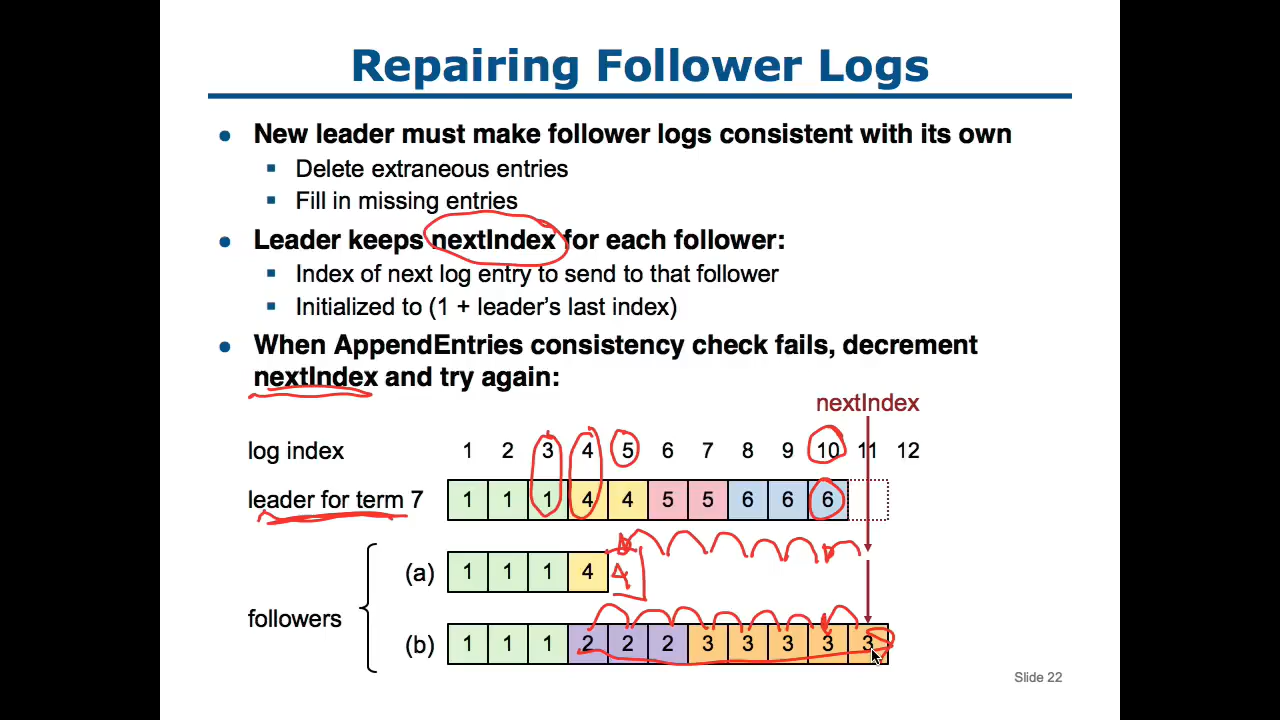 Repairing Follower Logs
● New leader must make follower logs consistent with its own
▪ Delete extraneous entries
▪ Fill in missing entries
● Leader keeps nextIndex for each follower:
▪ Index of next log entry to send to that follower
▪ Initialized to (1 + leader's last index)
● When AppendEntries consistency check fails, decrement
nextIndex and try again:
nextIndex
log index 1 2 3 4 5 6 7 8 9 10 11 12
leader for term 7 1 1 1 4 4 5 5 6 6 6
(a) 1 1 1 4 4
followers
(b) 1 1 1 2 2 2 3 3 3 3 3
Slide 22